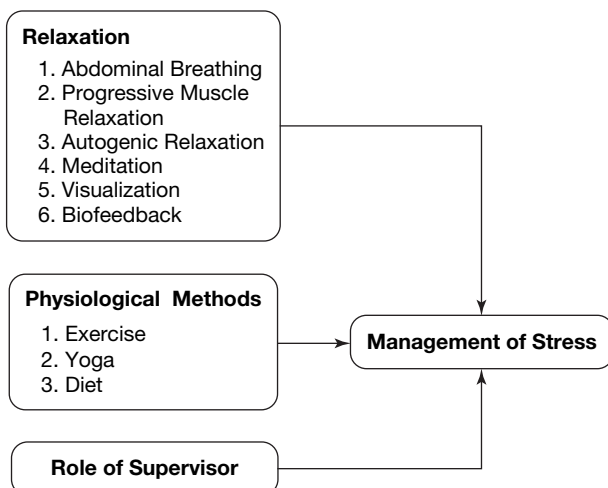 Relaxation
1. Abdominal Breathing
2. Progressive Muscle
Relaxation
3. Autogenic Relaxation
4. Meditation
5. Visualization
6. Biofeedback
Physiological Methods
1. Exercise
2. Yoga
3. Diet
Management of Stress
Role of Supervisor